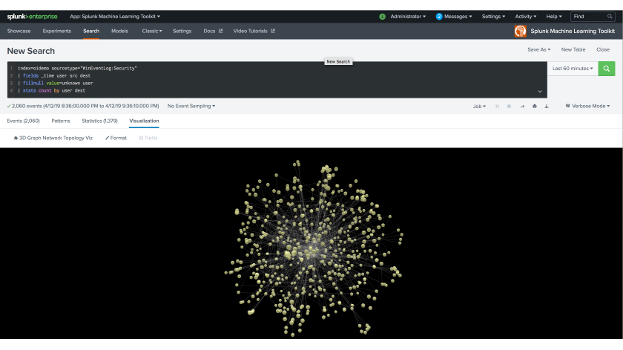 splunk>enterprise App: Splunk Machine Learning Toolkit ▾ Administrator ▾ 2 Messages ▾ Settings ▾ Activity ▾ Help ▾ Find
Showcase Experiments Search Models Classic ▾ Settings Docs Video Tutorials Splunk Machine Learning Toolkit
New Search Save As ▾ New Table Close
New Search
1 index=oidemo sourcetype="WinEventLog:Security" Last 60 minutes ▾
2 | fields _time user src dest
3 | fillnull value=unknown user
4 | stats count by user dest
✓ 2,060 events (4/12/19 8:36:00.000 PM to 4/12/19 9:36:10.000 PM) No Event Sampling ▾ Job ▾ Verbose Mode ▾
Events (2,060) Patterns Statistics (1,379) Visualization
3D Graph Network Topology Viz Format Trellis